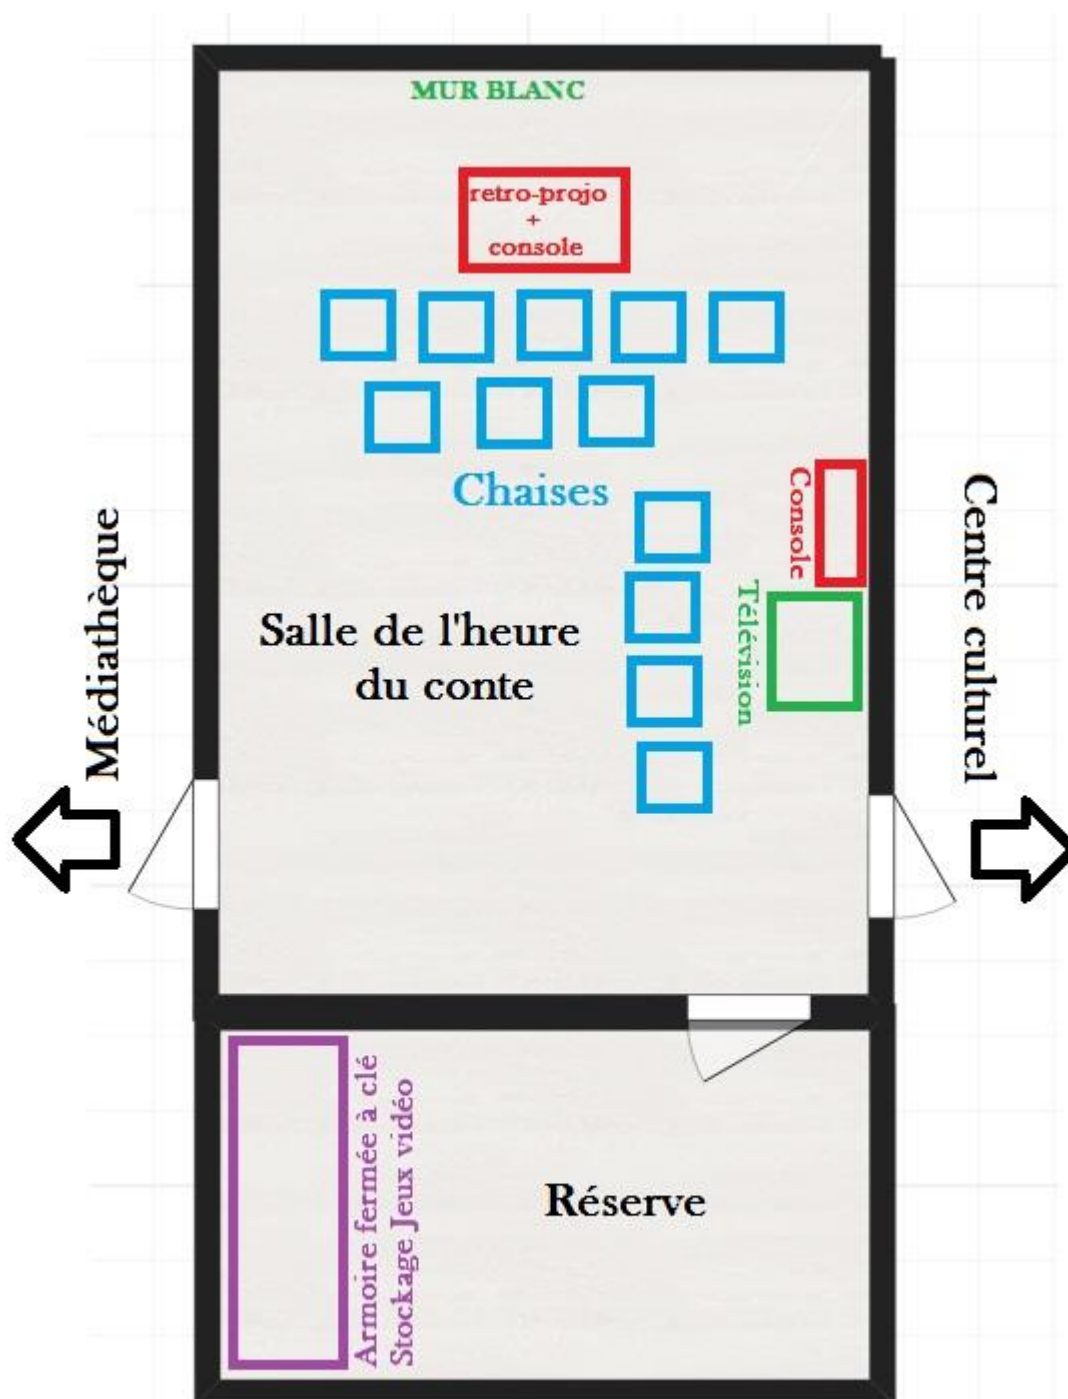 MUR BLANC
retro-projo
+
console
Chaises
Console
Télévision
Salle de l'heure
du conte
Médiathèque
Centre culturel
Armoire fermée à clé
Stockage Jeux vidéo
Réserve